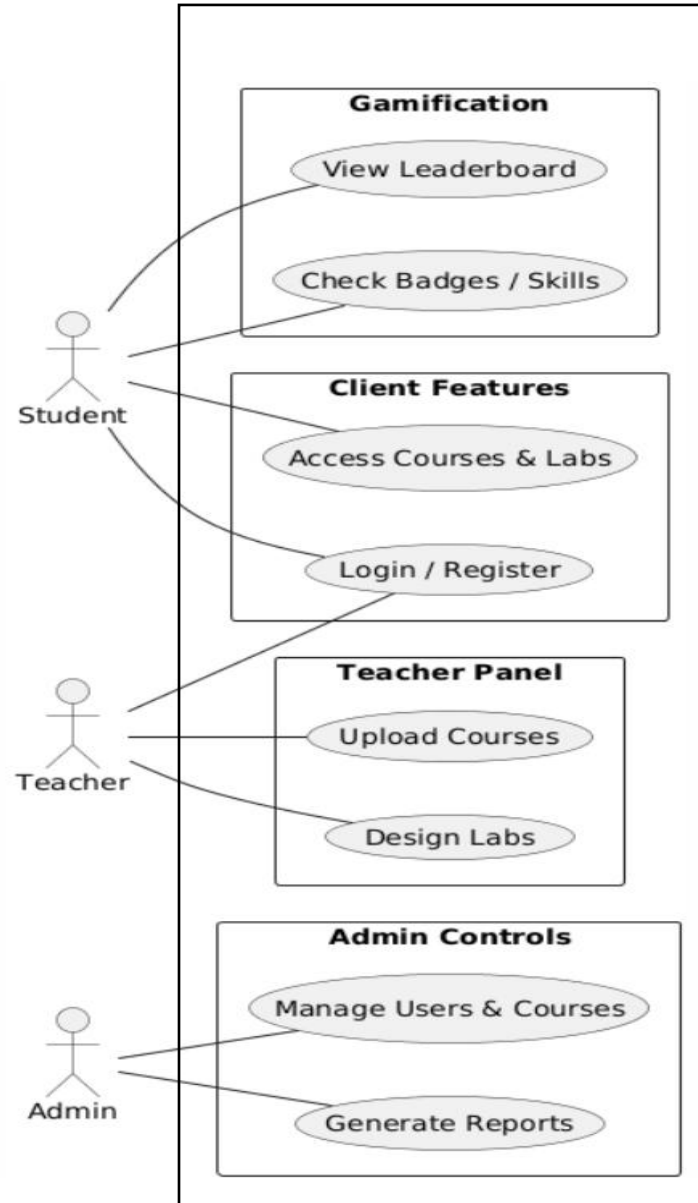 Gamification
View Leaderboard
Check Badges / Skills
Student
Client Features
Access Courses & Labs
Login / Register
Teacher Panel
Upload Courses
Teacher
Design Labs
Admin Controls
Manage Users & Courses
Admin
Generate Reports